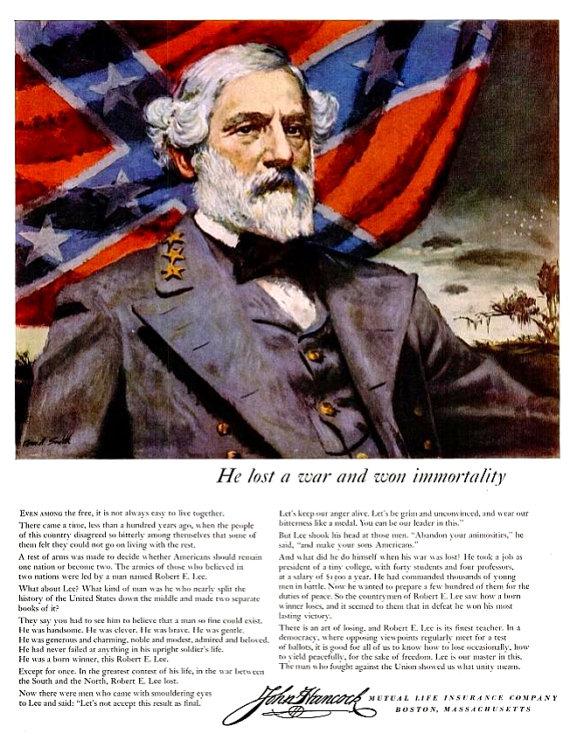 He lost a war and won immortality
EVEN AMONG the free, it is not always easy to live together.
There came a time, less than a hundred years ago, when the people
of this country disagreed so bitterly among themselves that some of
them felt they could not go on living with the rest.
A test of arms was made to decide whether Americans should remain
one nation or become two. The armies of those who believed in
two nations were led by a man named Robert E. Lee.
What about Lee? What kind of man was he who nearly split the
history of the United States down the middle and made two separate
books of it?
They say you had to see him to believe that a man so fine could exist.
He was handsome. He was clever. He was brave. He was gentle.
He was generous and charming, noble and modest, admired and beloved.
He had never failed at anything in his upright soldier's life.
He was a born winner, this Robert E. Lee.
Except for once. In the greatest contest of his life, in the war between
the South and the North, Robert E. Lee lost.
Now there were men who came with smouldering eyes
to Lee and said: "Let's not accept this result as final.
Let's keep our anger alive. Let's be grim and unconvinced, and wear our
bitterness like a medal. You can be our leader in this."
But Lee shook his head at those men. "Abandon your animosities," he
said, "and make your sons Americans."
And what did he do when his war was lost? He took a job as
president of a tiny college, with forty students and four professors,
at a salary of $1500 a year. He had commanded thousands of young
men in battle. Now he wanted to prepare a few hundred of them for the
duties of peace. So the countrymen of Robert E. Lee saw how a born
winner loses, and it seemed to them that in defeat he won his most
lasting victory.
There is an art of losing, and Robert E. Lee is its finest teacher. In a
democracy, where opposing viewpoints regularly meet for a test
of ballots, it is good for all of us to know how to lose occasionally, how
to yield peacefully, for the sake of freedom. Lee is our master in this.
The man who fought against the Union showed us what unity means.
John Hancock MUTUAL LIFE INSURANCE COMPANY
BOSTON, MASSACHUSETTS